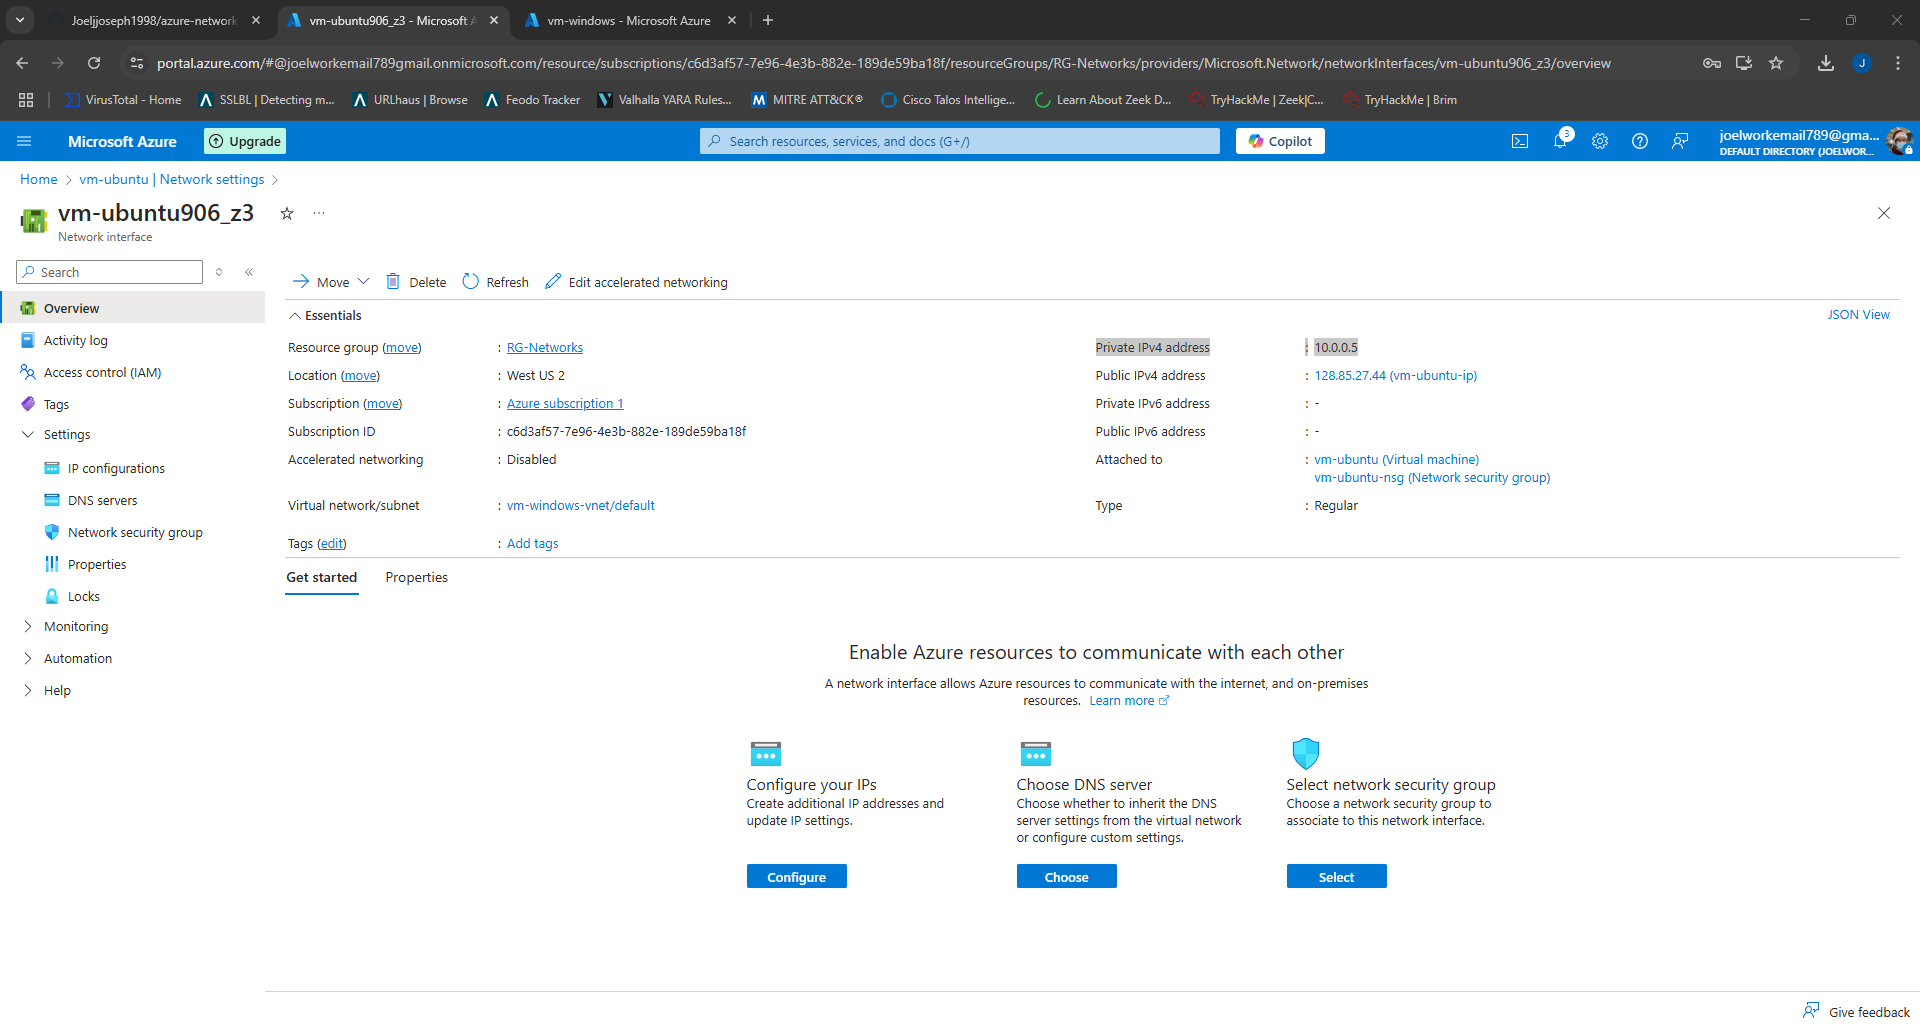 Joeljjoseph1998/azure-network
vm-ubuntu906_z3 - Microsoft A
vm-windows - Microsoft Azure
portal.azure.com/#@joelworkemail789gmail.onmicrosoft.com/resource/subscriptions/c6d3af57-7e96-4e3b-882e-189de59ba18f/resourceGroups/RG-Networks/providers/Microsoft.Network/networkInterfaces/vm-ubuntu906_z3/overview
J
VirusTotal - Home
SSLBL | Detecting m...
URLhaus | Browse
Feodo Tracker
Valhalla YARA Rules...
M MITRE ATT&CK®
Cisco Talos Intellige...
Learn About Zeek D...
TryHackMe | Zeek|C...
TryHackMe | Brim
Microsoft Azure
Upgrade
Search resources, services, and docs (G+/)
Copilot
3
joelworkemail789@gma...
DEFAULT DIRECTORY (JOELWOR...
Home > vm-ubuntu | Network settings >
vm-ubuntu906_z3
Network interface
Search
Overview
Activity log
Access control (IAM)
Tags
Settings
IP configurations
DNS servers
Network security group
Properties
Locks
Monitoring
Automation
Help
Move
Delete
Refresh
Edit accelerated networking
Essentials
JSON View
Resource group (move) : RG-Networks
Location (move) : West US 2
Subscription (move) : Azure subscription 1
Subscription ID : c6d3af57-7e96-4e3b-882e-189de59ba18f
Accelerated networking : Disabled
Virtual network/subnet : vm-windows-vnet/default
Private IPv4 address : 10.0.0.5
Public IPv4 address : 128.85.27.44 (vm-ubuntu-ip)
Private IPv6 address : -
Public IPv6 address : -
Attached to : vm-ubuntu (Virtual machine)
vm-ubuntu-nsg (Network security group)
Type : Regular
Tags (edit) : Add tags
Get started
Properties
Enable Azure resources to communicate with each other
A network interface allows Azure resources to communicate with the internet, and on-premises
resources. Learn more
Configure your IPs
Create additional IP addresses and
update IP settings.
Configure
Choose DNS server
Choose whether to inherit the DNS
server settings from the virtual network
or configure custom settings.
Choose
Select network security group
Choose a network security group to
associate to this network interface.
Select
Give feedback